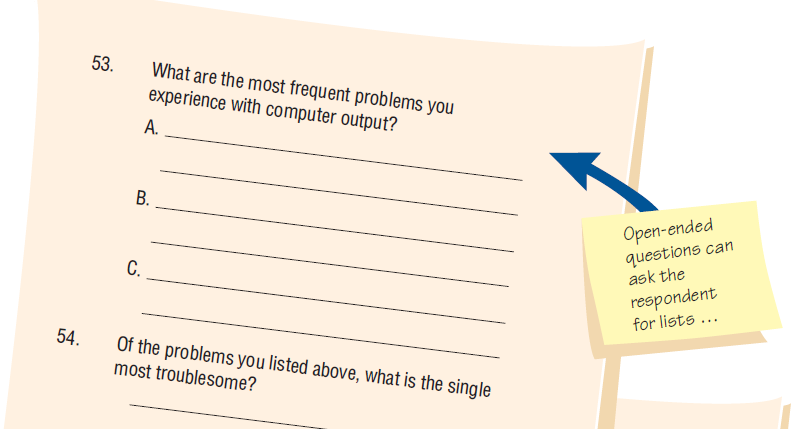 53. What are the most frequent problems you
experience with computer output?
A.
B.
C.
54. Of the problems you listed above, what is the single
most troublesome?
Open-ended
questions can
ask the
respondent
for lists ...